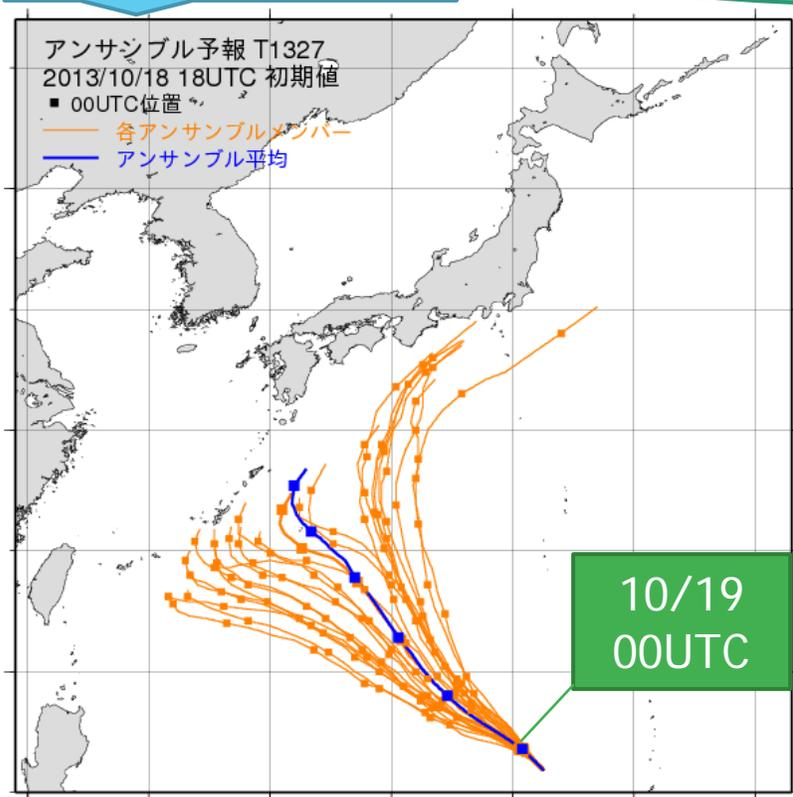 アンサンブル予報 T1327
2013/10/18 18UTC 初期値
■ 00UTC位置
各アンサンブルメンバー
アンサンブル平均
10/19
00UTC